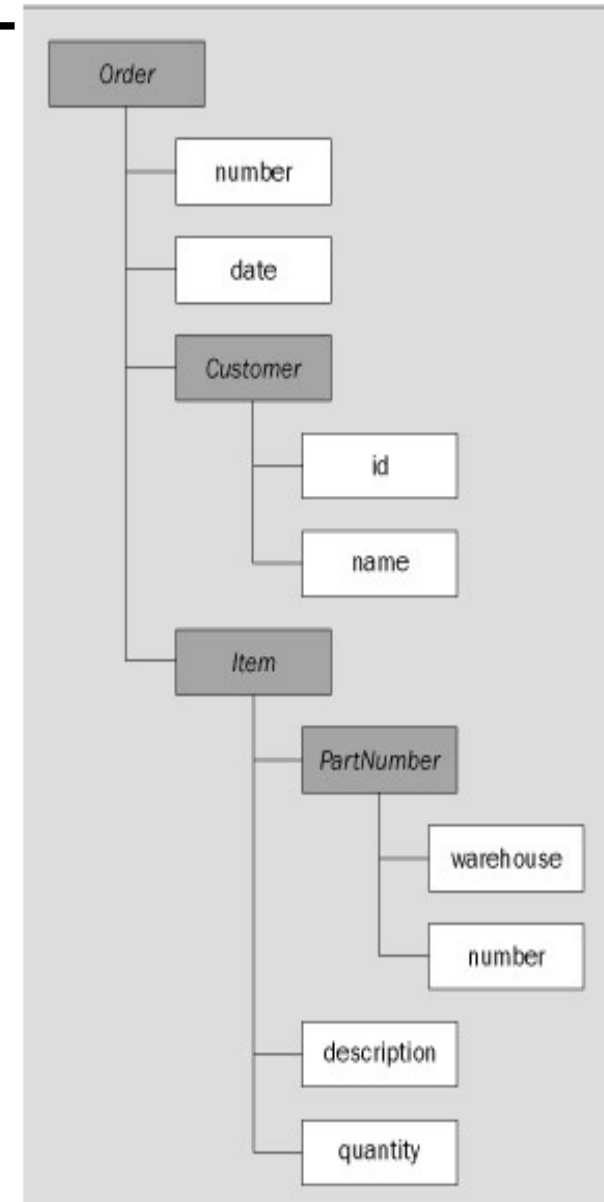 Order
number
date
Customer
id
name
Item
PartNumber
warehouse
number
description
quantity